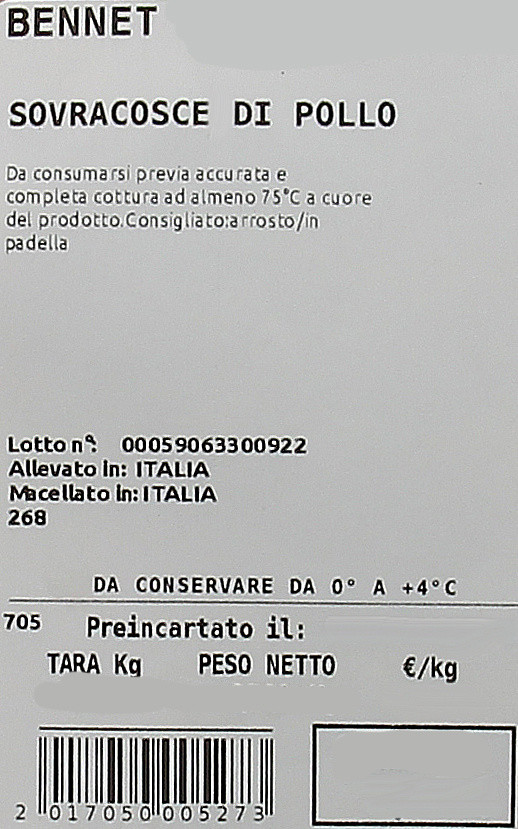 BENNET
SOVRACOSCE DI POLLO
Da consumarsi previa accurata e
completa cottura ad almeno 75°C a cuore
del prodotto.Consigliato:arrosto/in
padella
Lotto n°: 00059063300922
Allevato in: ITALIA
Macellato in: ITALIA
268
DA CONSERVARE DA 0° A +4°C
705 Preincartato il:
TARA Kg PESO NETTO €/kg
2 017050 005273